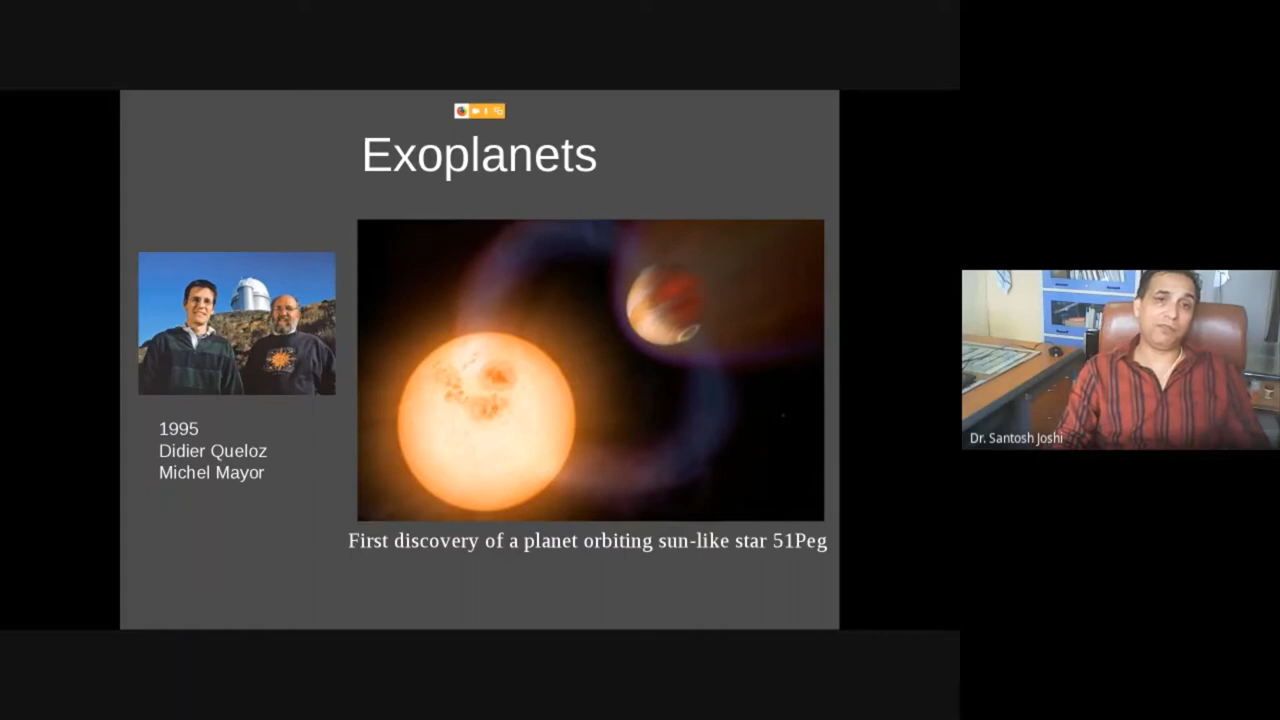 Exoplanets
1995
Didier Queloz
Michel Mayor
First discovery of a planet orbiting sun-like star 51Peg
Dr. Santosh Joshi